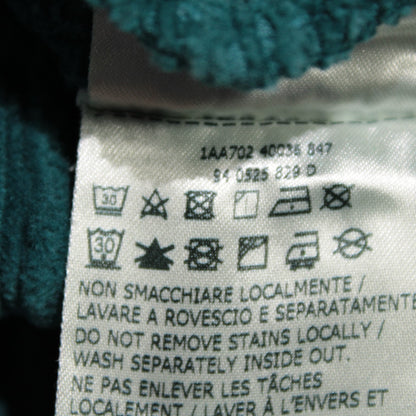 1AA702 40036 847
94 0525 829 D
30
30
NON SMACCHIARE LOCALMENTE /
LAVARE A ROVESCIO E SEPARATAMENTE
DO NOT REMOVE STAINS LOCALLY /
WASH SEPARATELY INSIDE OUT.
NE PAS ENLEVER LES TÂCHES
LOCALEMENT / LAVER À L'ENVERS ET